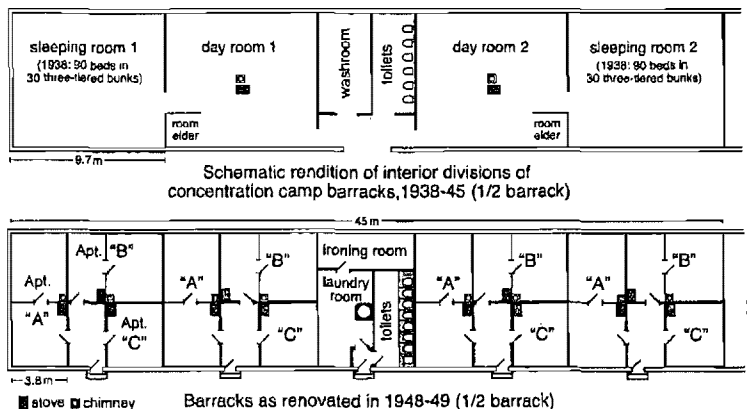 sleeping room 1
(1938: 90 beds in
30 three-tiered bunks)
day room 1
washroom
toilets
day room 2
sleeping room 2
(1938: 90 beds in
30 three-tiered bunks)
room
elder
room
elder
9.7m
Schematic rendition of interior divisions of
concentration camp barracks, 1938-45 (1/2 barrack)
45 m
Apt.
"B"
Apt.
"A"
Apt.
"C"
"A"
"B"
"C"
ironing room
laundry
room
toilets
"A"
"B"
"C"
"A"
"B"
"C"
3.8m
stove chimney
Barracks as renovated in 1948-49 (1/2 barrack)